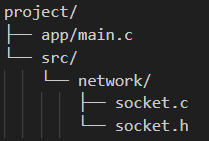 project/
├── app/main.c
└── src/
    └── network/
        ├── socket.c
        └── socket.h